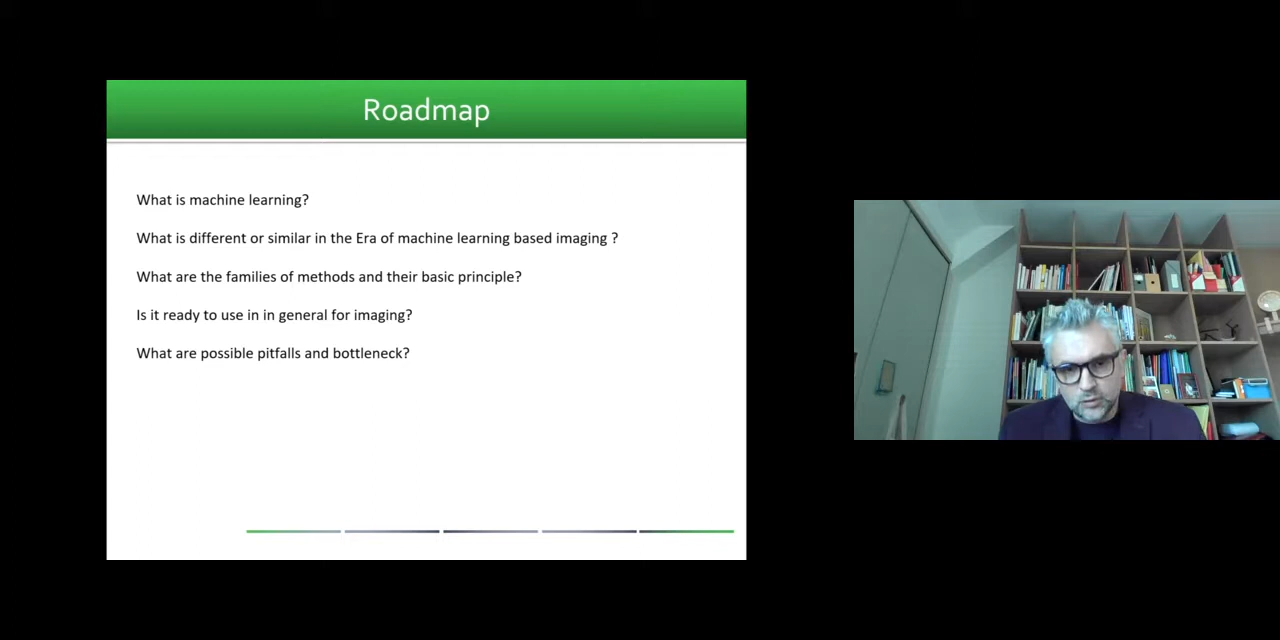 Roadmap
What is machine learning?
What is different or similar in the Era of machine learning based imaging ?
What are the families of methods and their basic principle?
Is it ready to use in in general for imaging?
What are possible pitfalls and bottleneck?